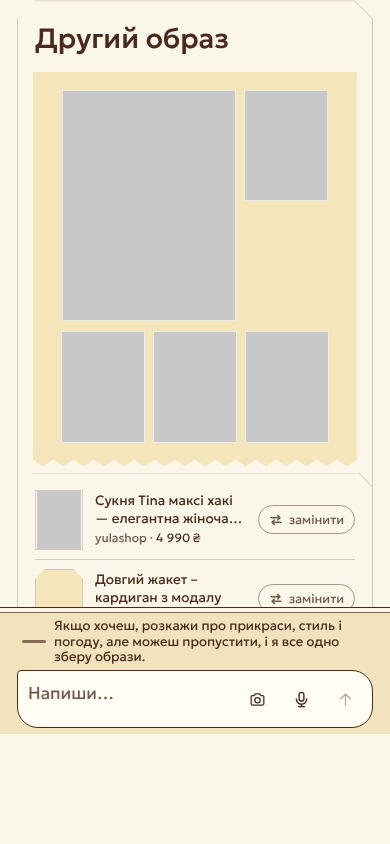 Другий образ
Сукня Tina максі хакі
— елегантна жіноча…
yulashop · 4 990 ₴
замінити
Довгий жакет –
кардиган з модалу
замінити
Якщо хочеш, розкажи про прикраси, стиль і
погоду, але можеш пропустити, і я все одно
зберу образи.
Напиши…